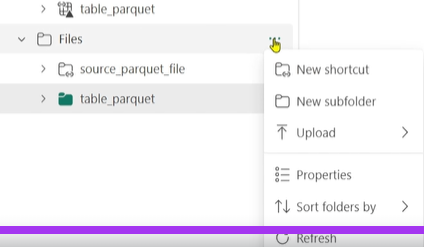 table_parquet
Files
source_parquet_file
table_parquet
New shortcut
New subfolder
Upload
Properties
Sort folders by
Refresh